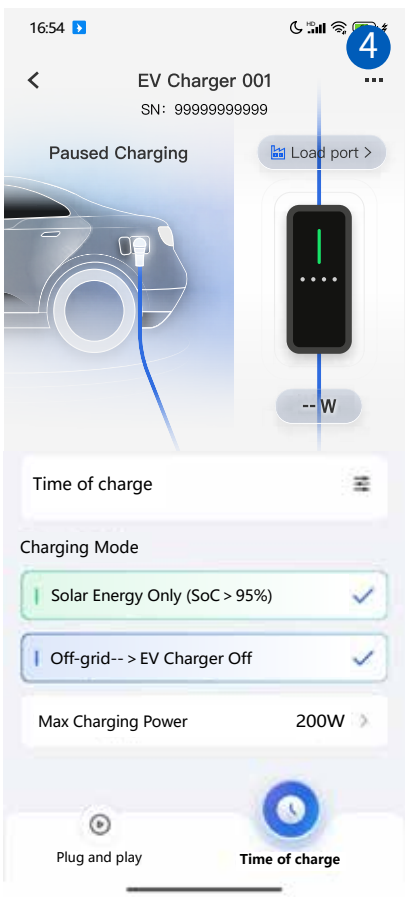 16:54
4
EV Charger 001
SN: 99999999999
Paused Charging
Load port >
-- W
Time of charge
Charging Mode
Solar Energy Only (SoC > 95%)
Off-grid-- > EV Charger Off
Max Charging Power 200W >
Plug and play
Time of charge